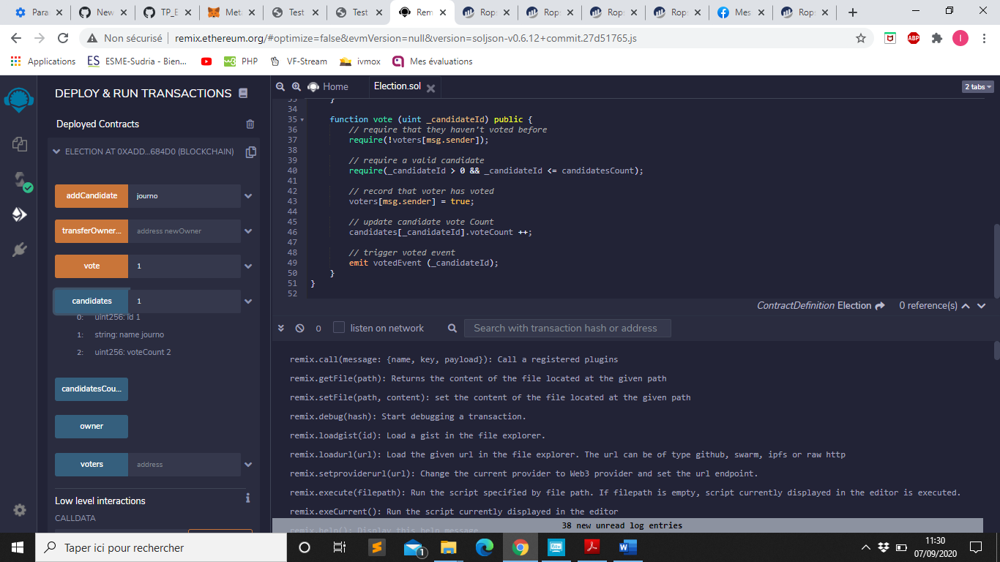 Para
New
TP_E
Meta
Test
Test
Rem
Rops
Rops
Rops
Rops
Mes
Rops
Non sécurisé | remix.ethereum.org/#optimize=false&evmVersion=null&version=soljson-v0.6.12+commit.27d51765.js
ABP
I
Applications
ES ESME-Sudria - Bien...
PHP
VF-Stream
ivmox
Mes évaluations
DEPLOY & RUN TRANSACTIONS
Deployed Contracts
ELECTION AT 0XADD...684D0 (BLOCKCHAIN)
addCandidate journo
transferOwner... address newOwner
vote 1
candidates 1
0: uint256: id 1
1: string: name journo
2: uint256: voteCount 2
candidatesCou...
owner
voters address
Low level interactions
CALLDATA
Home
Election.sol
2 tabs
33 }
34
35 function vote (uint _candidateId) public {
36 // require that they haven't voted before
37 require(!voters[msg.sender]);
38
39 // require a valid candidate
40 require(_candidateId > 0 && _candidateId <= candidatesCount);
41
42 // record that voter has voted
43 voters[msg.sender] = true;
44
45 // update candidate vote Count
46 candidates[_candidateId].voteCount ++;
47
48 // trigger voted event
49 emit votedEvent (_candidateId);
50 }
51 }
52
ContractDefinition Election 0 reference(s)
0 listen on network Search with transaction hash or address
remix.call(message: {name, key, payload}): Call a registered plugins
remix.getFile(path): Returns the content of the file located at the given path
remix.setFile(path, content): set the content of the file located at the given path
remix.debug(hash): Start debugging a transaction.
remix.loadgist(id): Load a gist in the file explorer.
remix.loadurl(url): Load the given url in the file explorer. The url can be of type github, swarm, ipfs or raw http
remix.setproviderurl(url): Change the current provider to Web3 provider and set the url endpoint.
remix.execute(filepath): Run the script specified by file path. If filepath is empty, script currently displayed in the editor is executed.
remix.exeCurrent(): Run the script currently displayed in the editor
remix.help(): Display this help message
38 new unread log entries
Taper ici pour rechercher
1
11:30
07/09/2020